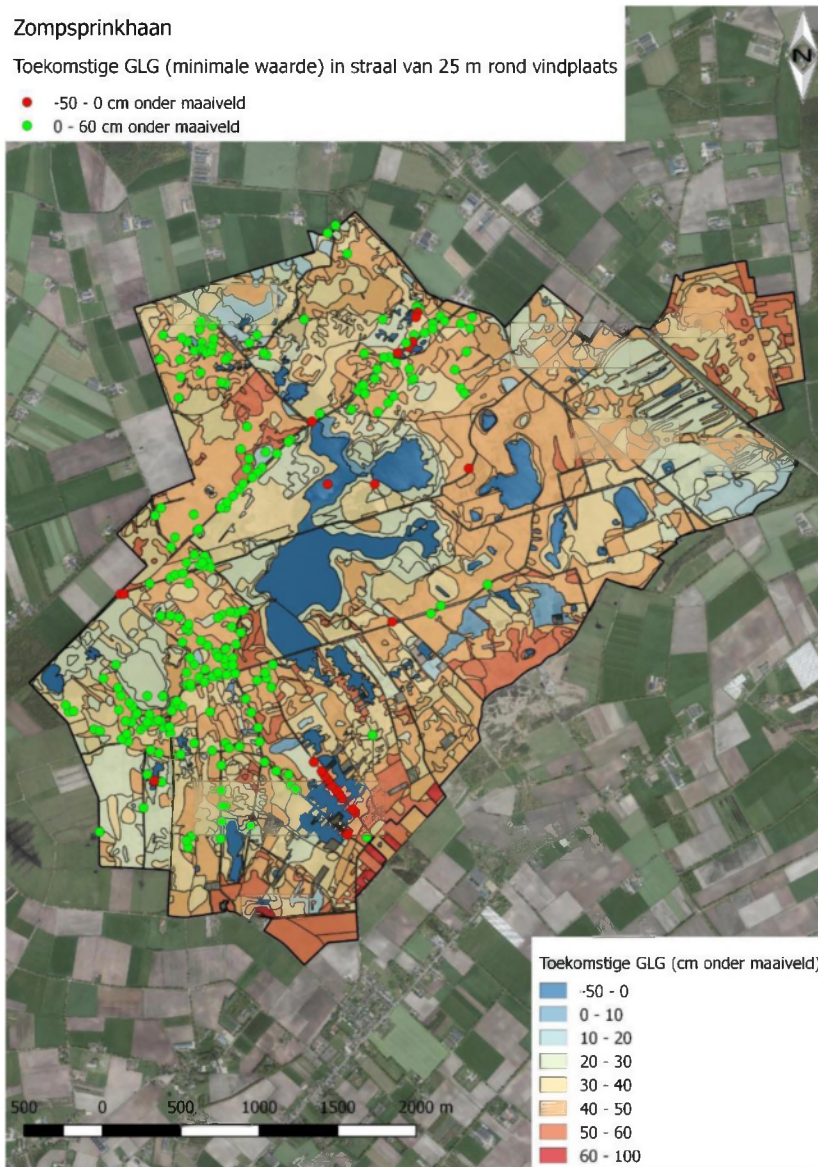 Zompsprinkhaan
Toekomstige GLG (minimale waarde) in straal van 25 m rond vindplaats
-50 - 0 cm onder maaiveld
0 - 60 cm onder maaiveld
N
Toekomstige GLG (cm onder maaiveld)
-50 - 0
0 - 10
10 - 20
20 - 30
30 - 40
40 - 50
50 - 60
60 - 100
500 0 500 1000 1500 2000 m